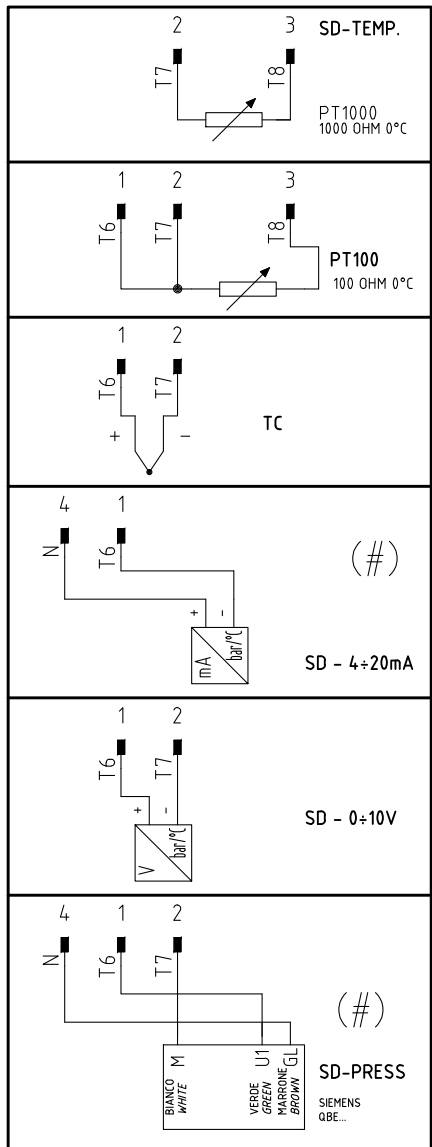 2 3 SD-TEMP.
T7 T8
PT1000
1000 OHM 0°C
1 2 3
T6 T7 T8
PT100
100 OHM 0°C
1 2
T6 T7
+ -
TC
4 1
N T6
(#)
+ -
mA bar/°C
SD - 4÷20mA
1 2
T6 T7
+ -
V bar/°C
SD - 0÷10V
4 1 2
N T6 T7
(#)
M U1 GL
BIANCO VERDE MARRONE
WHITE GREEN BROWN
SD-PRESS
SIEMENS
QBE...